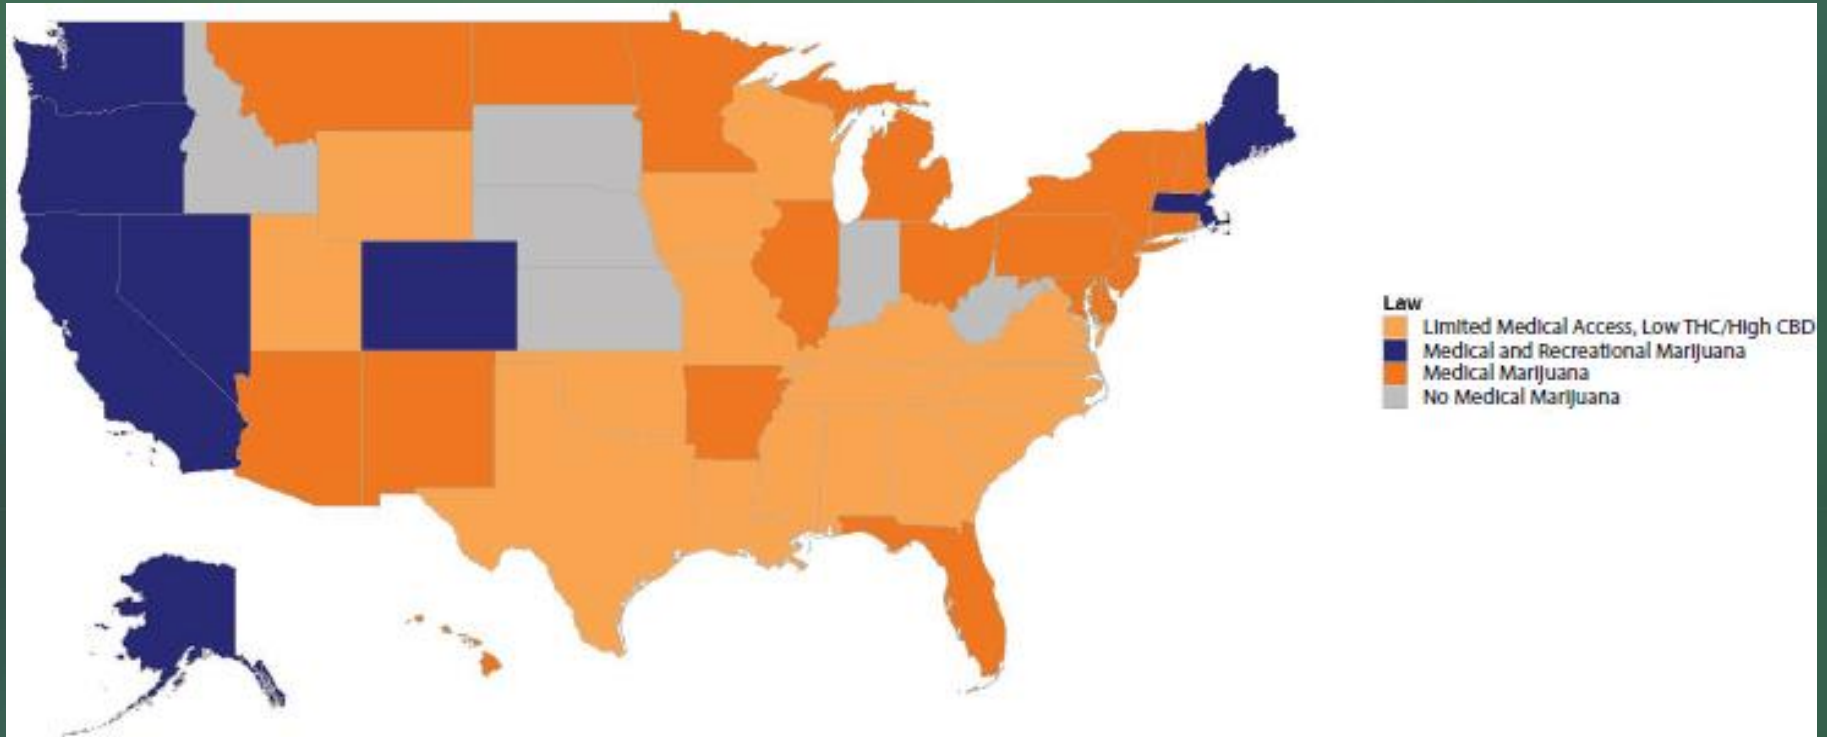 Law
Limited Medical Access, Low THC/High CBD
Medical and Recreational Marijuana
Medical Marijuana
No Medical Marijuana